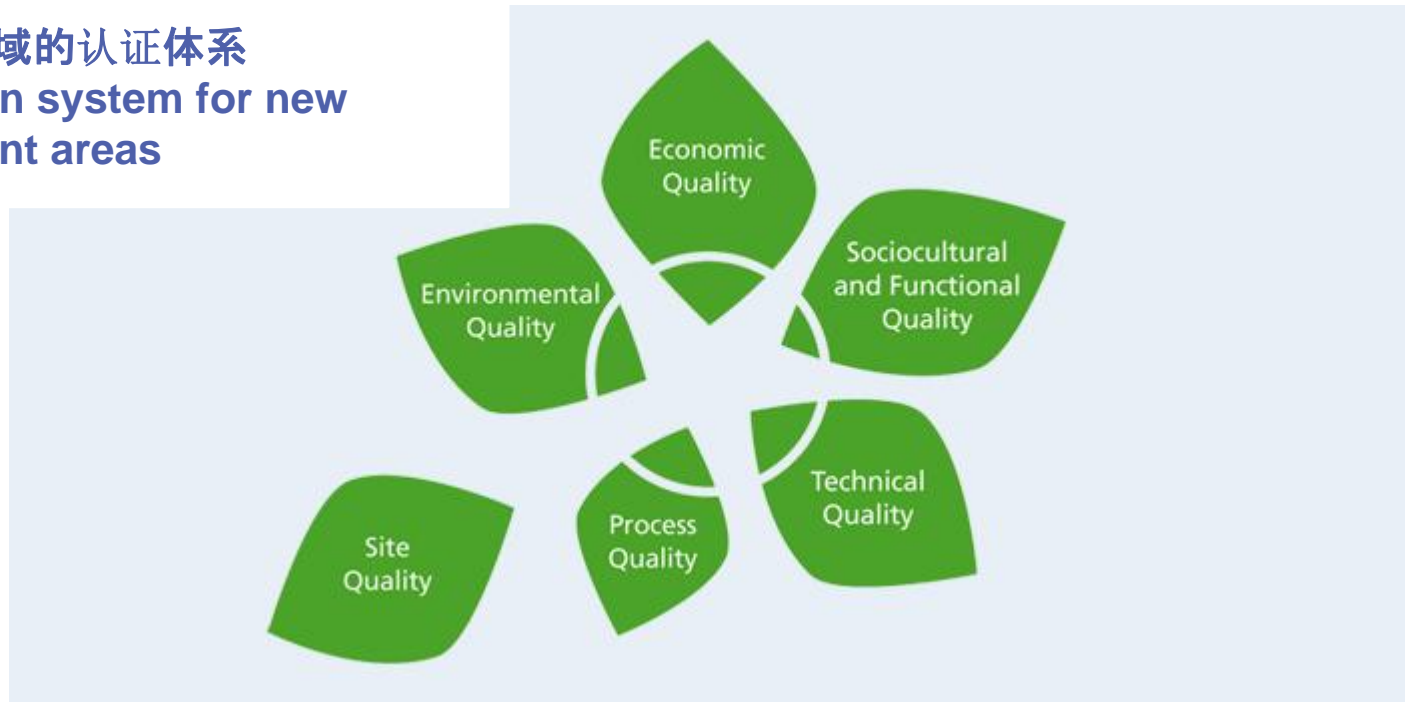 域的认证体系
n system for new
nt areas
Economic
Quality
Sociocultural
and Functional
Quality
Environmental
Quality
Technical
Quality
Process
Quality
Site
Quality